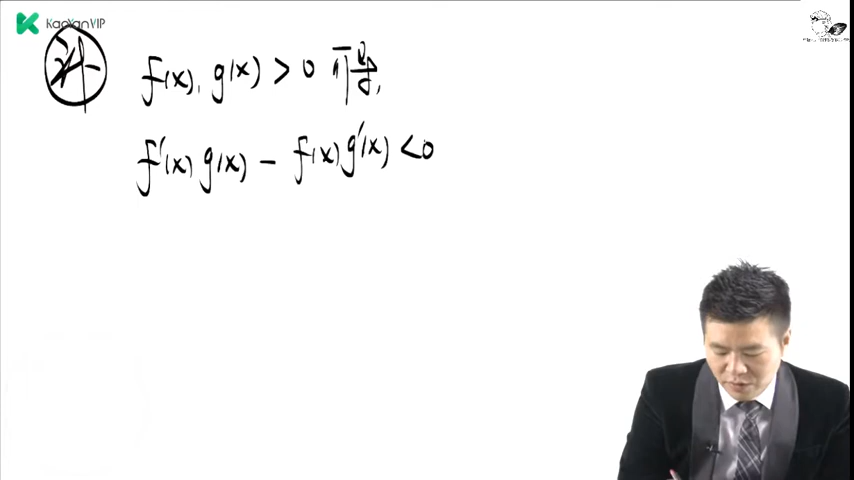 KaoYanVIP
补 f(x), g(x) > 0 可导,
f'(x) g(x) - f(x) g'(x) < 0